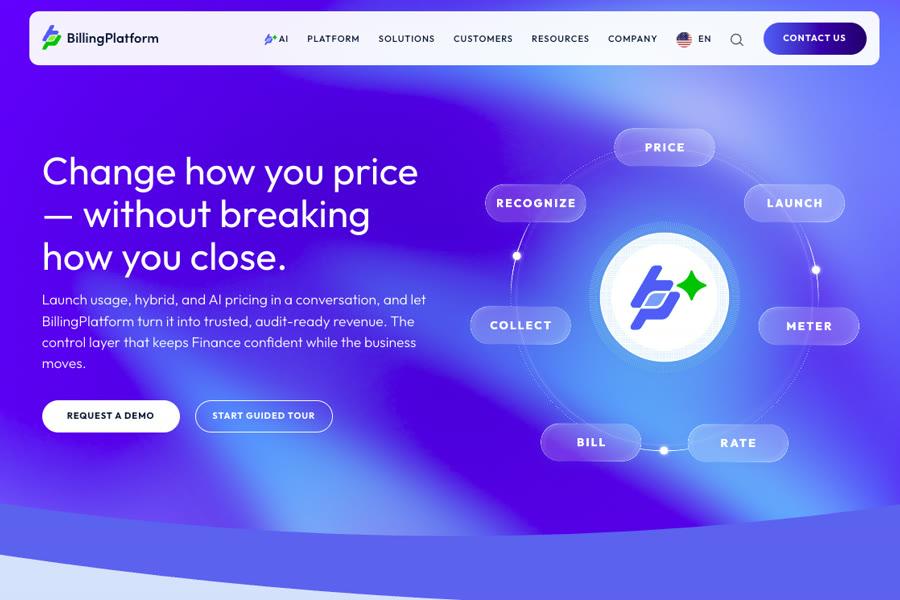 BillingPlatform
AI
PLATFORM
SOLUTIONS
CUSTOMERS
RESOURCES
COMPANY
EN
CONTACT US
Change how you price
— without breaking
how you close.
Launch usage, hybrid, and AI pricing in a conversation, and let
BillingPlatform turn it into trusted, audit-ready revenue. The
control layer that keeps Finance confident while the business
moves.
REQUEST A DEMO
START GUIDED TOUR
PRICE
RECOGNIZE
LAUNCH
COLLECT
METER
BILL
RATE